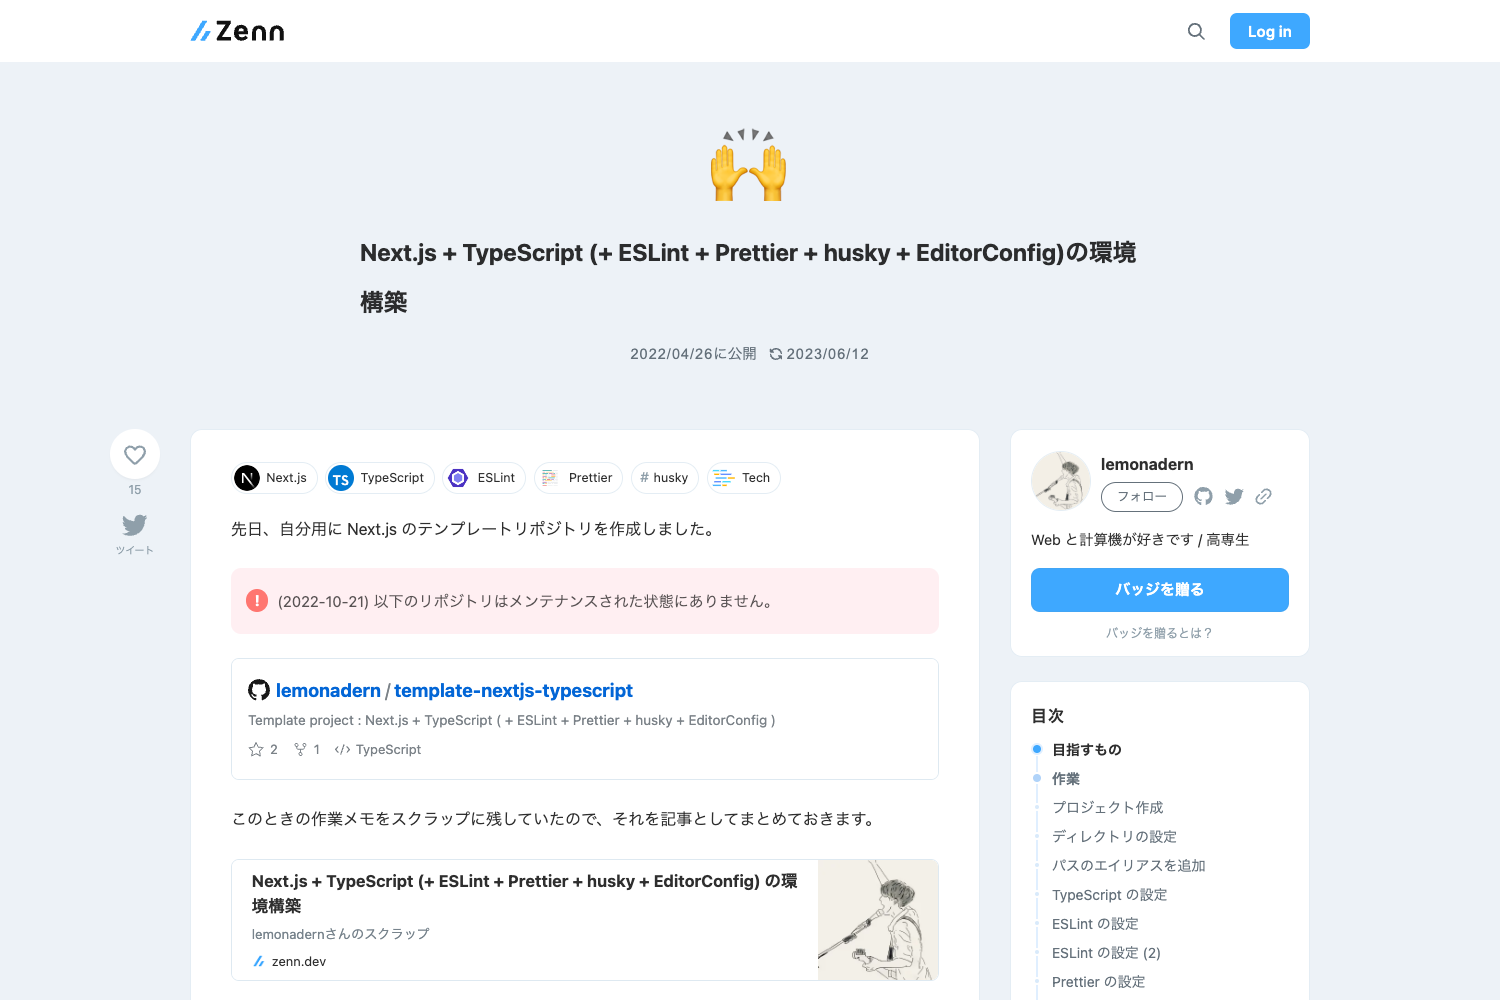 Zenn
Log in
Next.js + TypeScript (+ ESLint + Prettier + husky + EditorConfig)の環境
構築
2022/04/26に公開 2023/06/12
15
ツイート
Next.js TypeScript ESLint Prettier # husky Tech
先日、自分用に Next.js のテンプレートリポジトリを作成しました。
(2022-10-21) 以下のリポジトリはメンテナンスされた状態にありません。
lemonadern / template-nextjs-typescript
Template project : Next.js + TypeScript ( + ESLint + Prettier + husky + EditorConfig )
2 1 TypeScript
このときの作業メモをスクラップに残していたので、それを記事としてまとめておきます。
Next.js + TypeScript (+ ESLint + Prettier + husky + EditorConfig) の環
境構築
lemonadernさんのスクラップ
zenn.dev
lemonadern
フォロー
Web と計算機が好きです / 高専生
バッジを贈る
バッジを贈るとは？
目次
目指すもの
作業
プロジェクト作成
ディレクトリの設定
パスのエイリアスを追加
TypeScript の設定
ESLint の設定
ESLint の設定 (2)
Prettier の設定